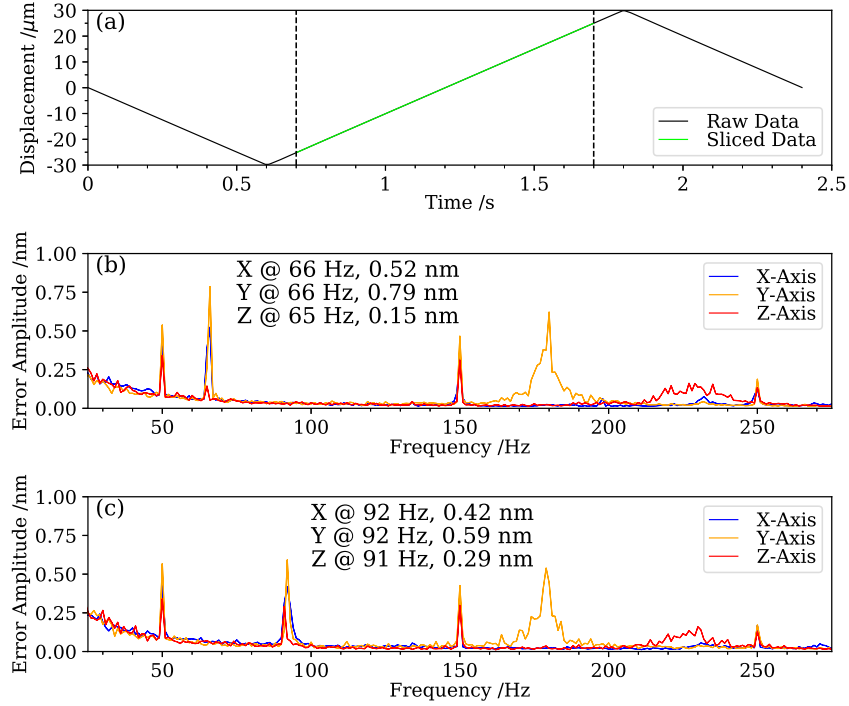 (a)
Displacement /μm
30
20
10
0
-10
-20
-30
Raw Data
Sliced Data
0
0.5
1
1.5
2
2.5
Time /s
(b)
Error Amplitude /nm
1.00
0.75
0.50
0.25
0.00
X @ 66 Hz, 0.52 nm
Y @ 66 Hz, 0.79 nm
Z @ 65 Hz, 0.15 nm
X-Axis
Y-Axis
Z-Axis
50
100
150
200
250
Frequency /Hz
(c)
Error Amplitude /nm
1.00
0.75
0.50
0.25
0.00
X @ 92 Hz, 0.42 nm
Y @ 92 Hz, 0.59 nm
Z @ 91 Hz, 0.29 nm
X-Axis
Y-Axis
Z-Axis
50
100
150
200
250
Frequency /Hz